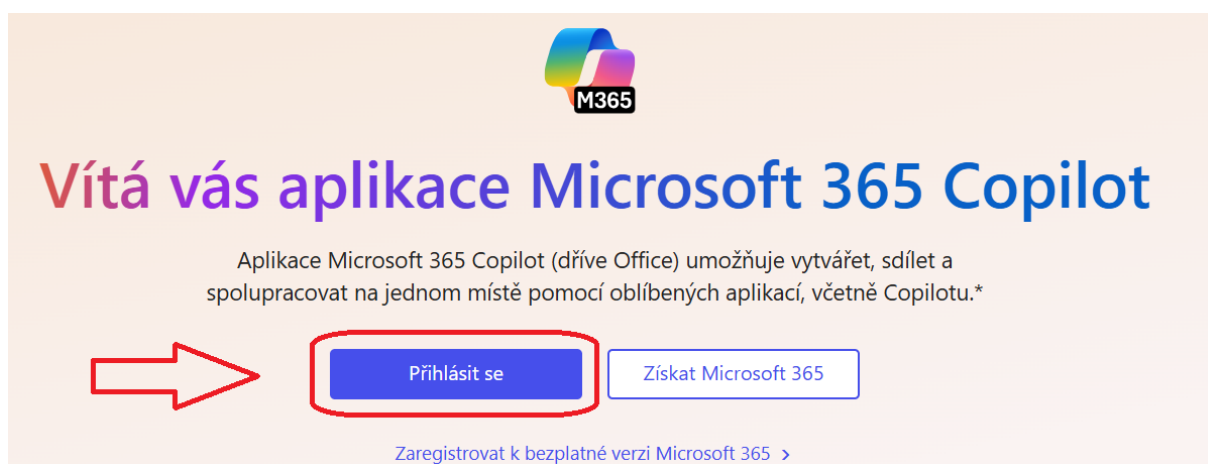 M365
Vítá vás aplikace Microsoft 365 Copilot
Aplikace Microsoft 365 Copilot (dříve Office) umožňuje vytvářet, sdílet a
spolupracovat na jednom místě pomocí oblíbených aplikací, včetně Copilotu.*
Přihlásit se
Získat Microsoft 365
Zaregistrovat k bezplatné verzi Microsoft 365 >